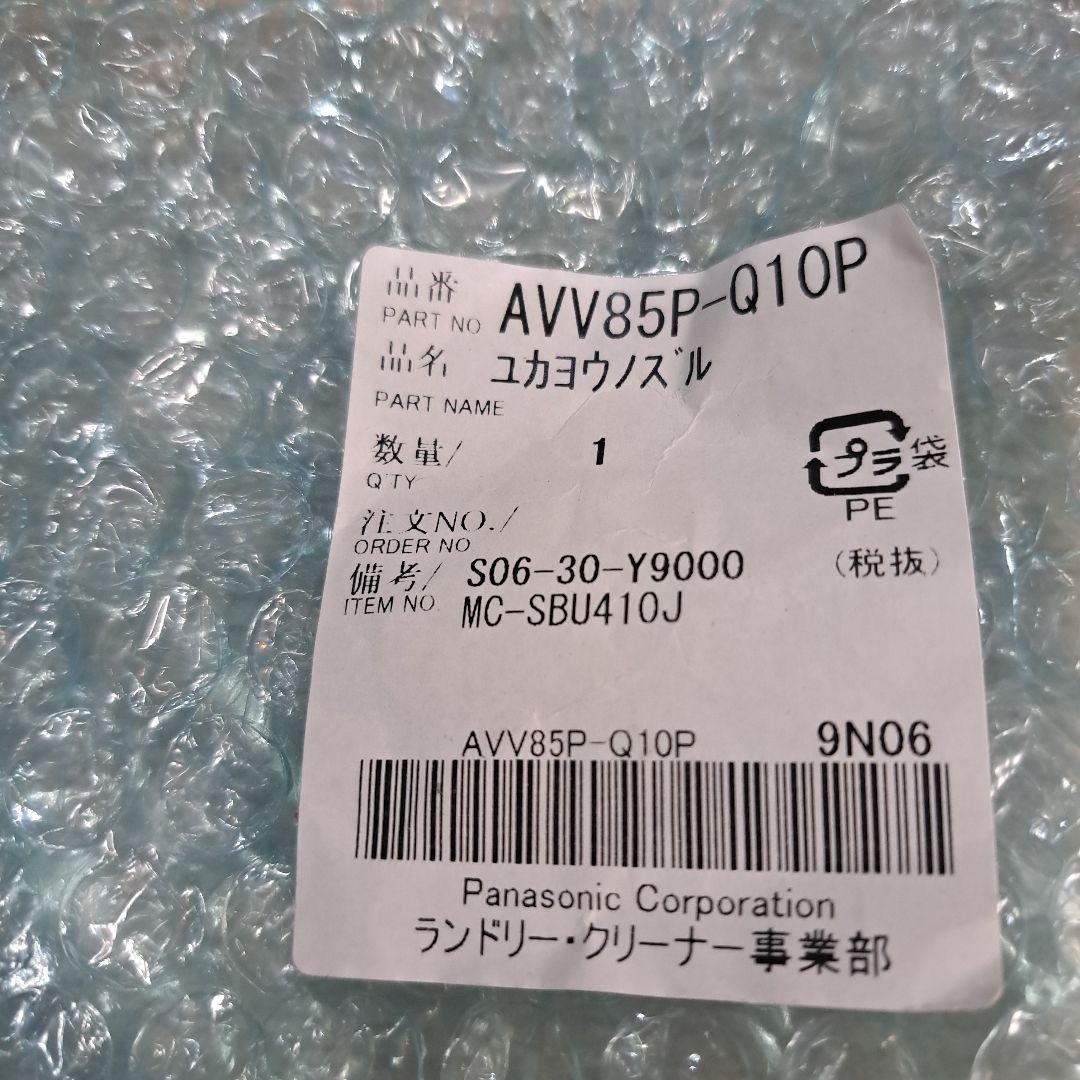 品番 AVV85P-Q10P
PART NO
品名 ユカヨウノズル
PART NAME
数量/ 1
Q'TY
プラ 袋
PE
注文NO./
ORDER NO
備考/ S06-30-Y9000 (税抜)
ITEM NO. MC-SBU410J
AVV85P-Q10P 9N06
Panasonic Corporation
ランドリー・クリーナー事業部